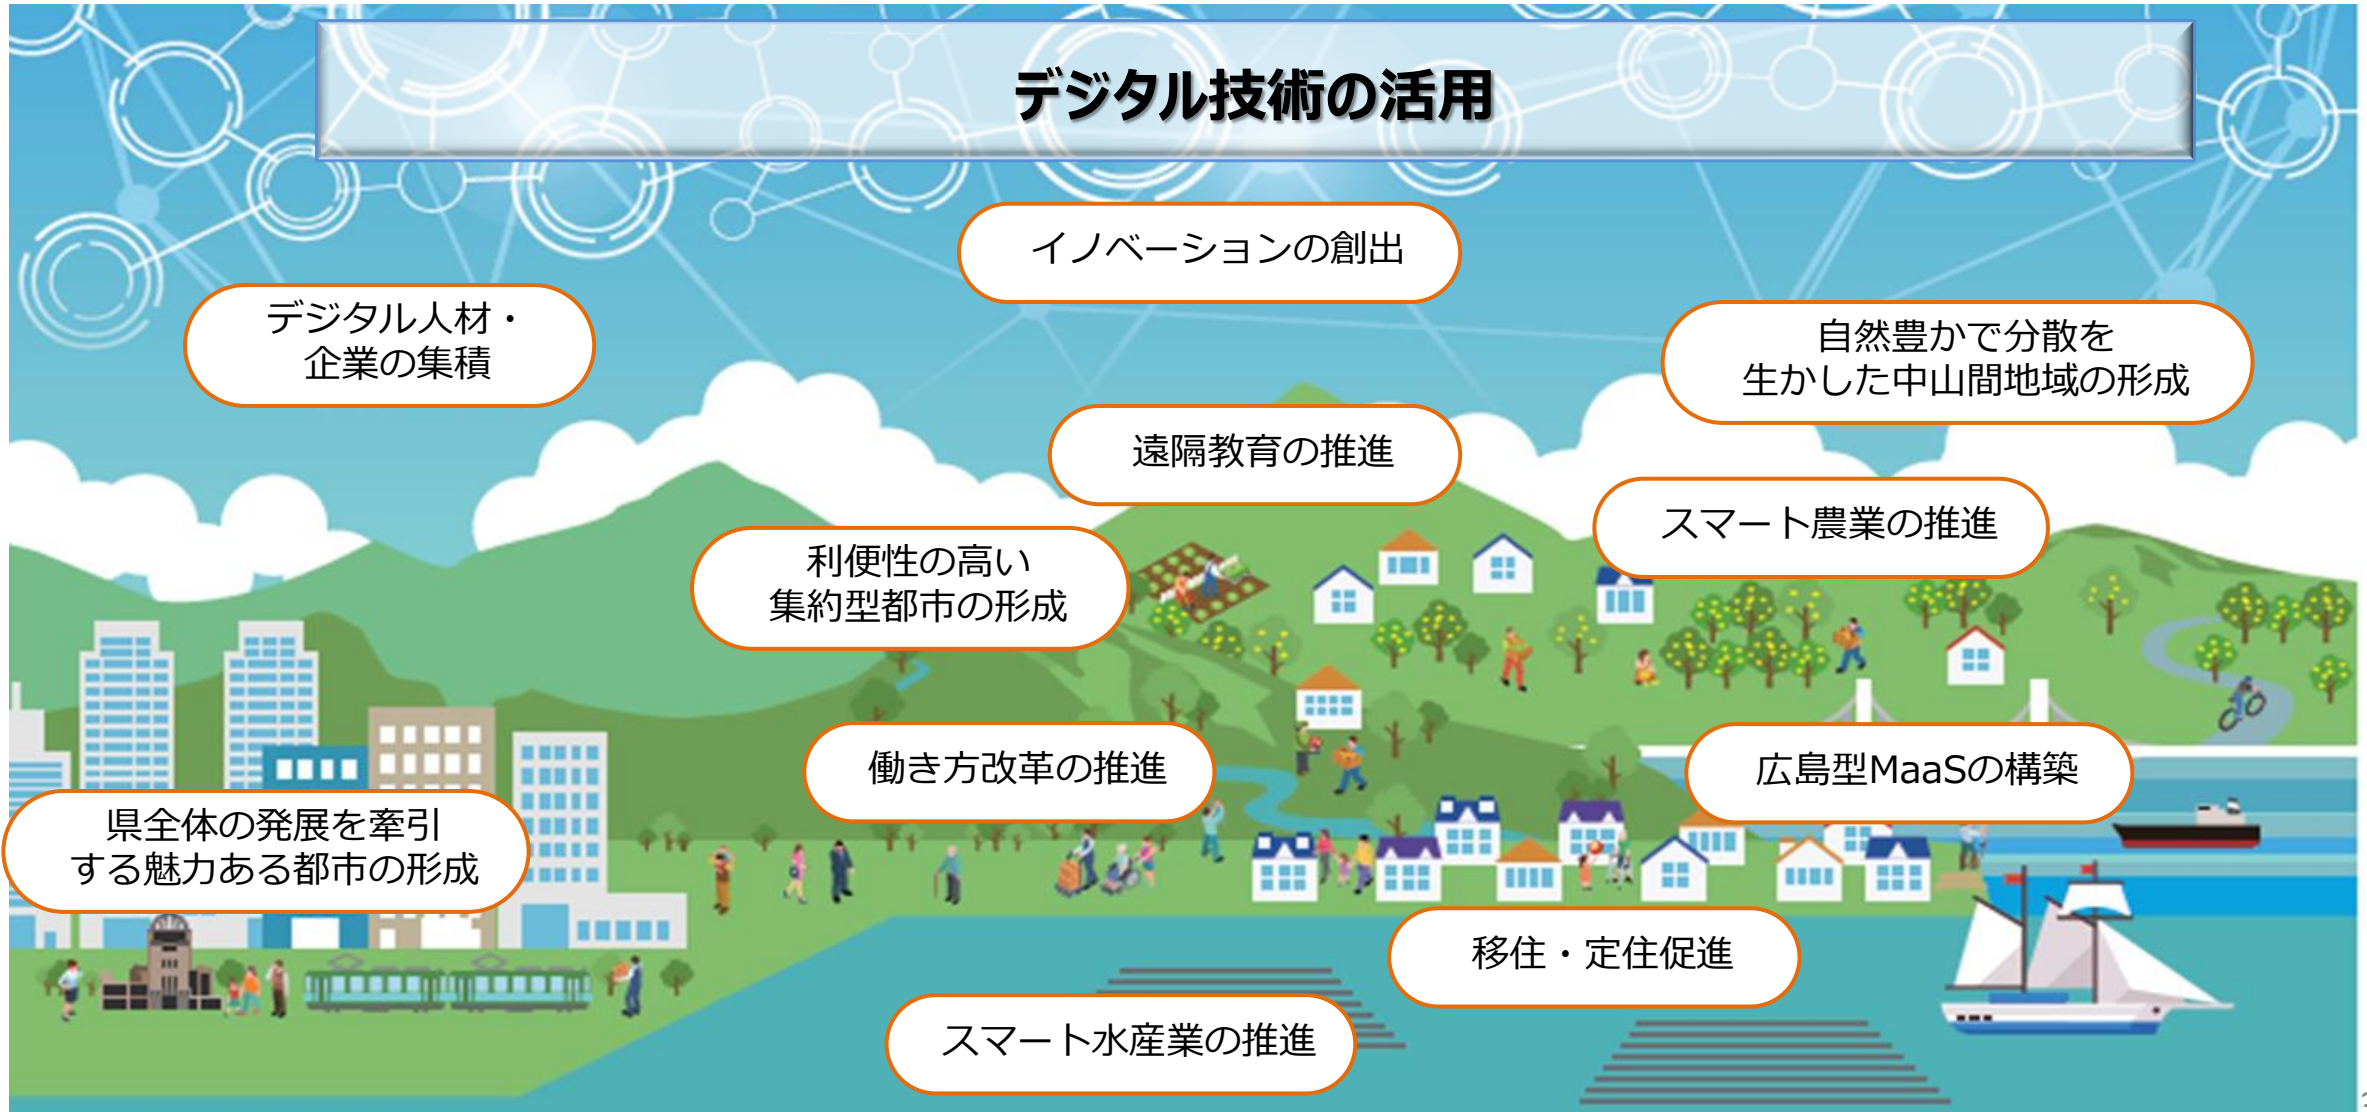 デジタル技術の活用
イノベーションの創出
デジタル人材・
企業の集積
自然豊かで分散を
生かした中山間地域の形成
遠隔教育の推進
スマート農業の推進
利便性の高い
集約型都市の形成
働き方改革の推進
広島型MaaSの構築
県全体の発展を牽引
する魅力ある都市の形成
移住・定住促進
スマート水産業の推進